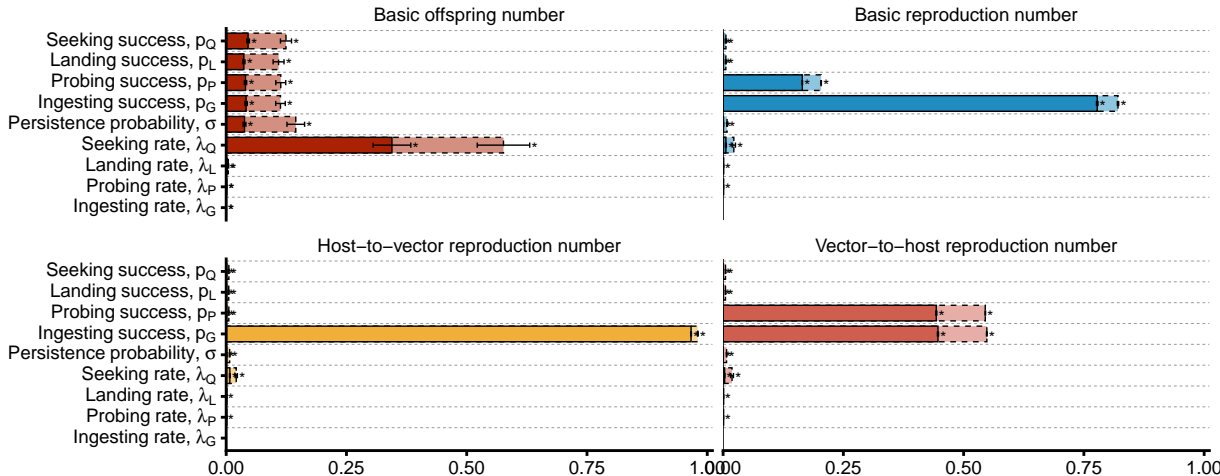 Basic offspring number
Basic reproduction number
Seeking success, pQ
Landing success, pL
Probing success, pP
Ingesting success, pG
Persistence probability, σ
Seeking rate, λQ
Landing rate, λL
Probing rate, λP
Ingesting rate, λG
Host−to−vector reproduction number
Vector−to−host reproduction number
Seeking success, pQ
Landing success, pL
Probing success, pP
Ingesting success, pG
Persistence probability, σ
Seeking rate, λQ
Landing rate, λL
Probing rate, λP
Ingesting rate, λG
0.00 0.25 0.50 0.75 1.00
0.00 0.25 0.50 0.75 1.00